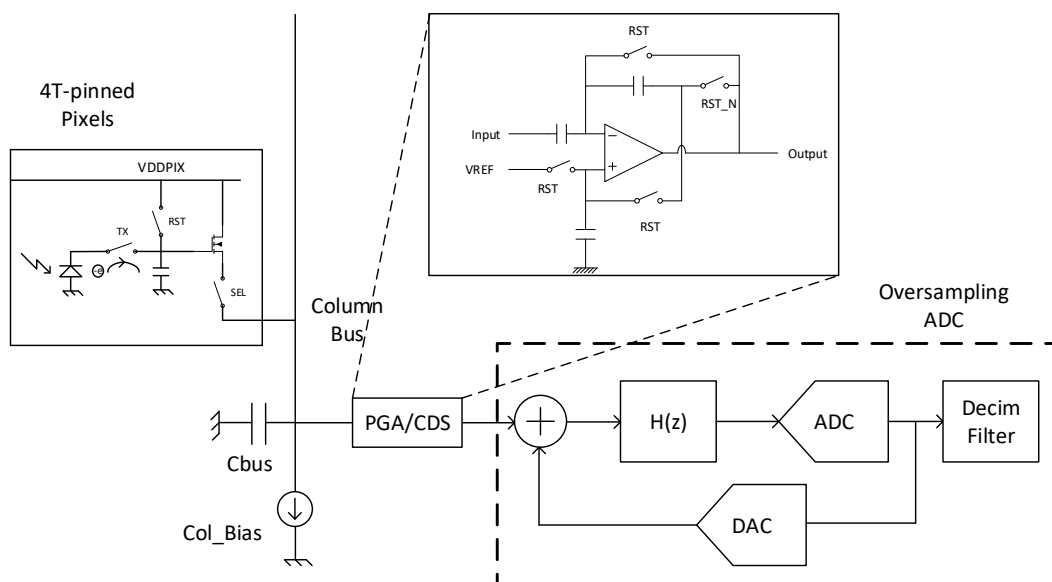 4T-pinned
Pixels
VDDPIX
RST
TX
-e
SEL
Column
Bus
RST
RST_N
Input
VREF
RST
RST
Output
−
+
Oversampling
ADC
PGA/CDS
H(z)
ADC
Decim
Filter
DAC
Cbus
Col_Bias